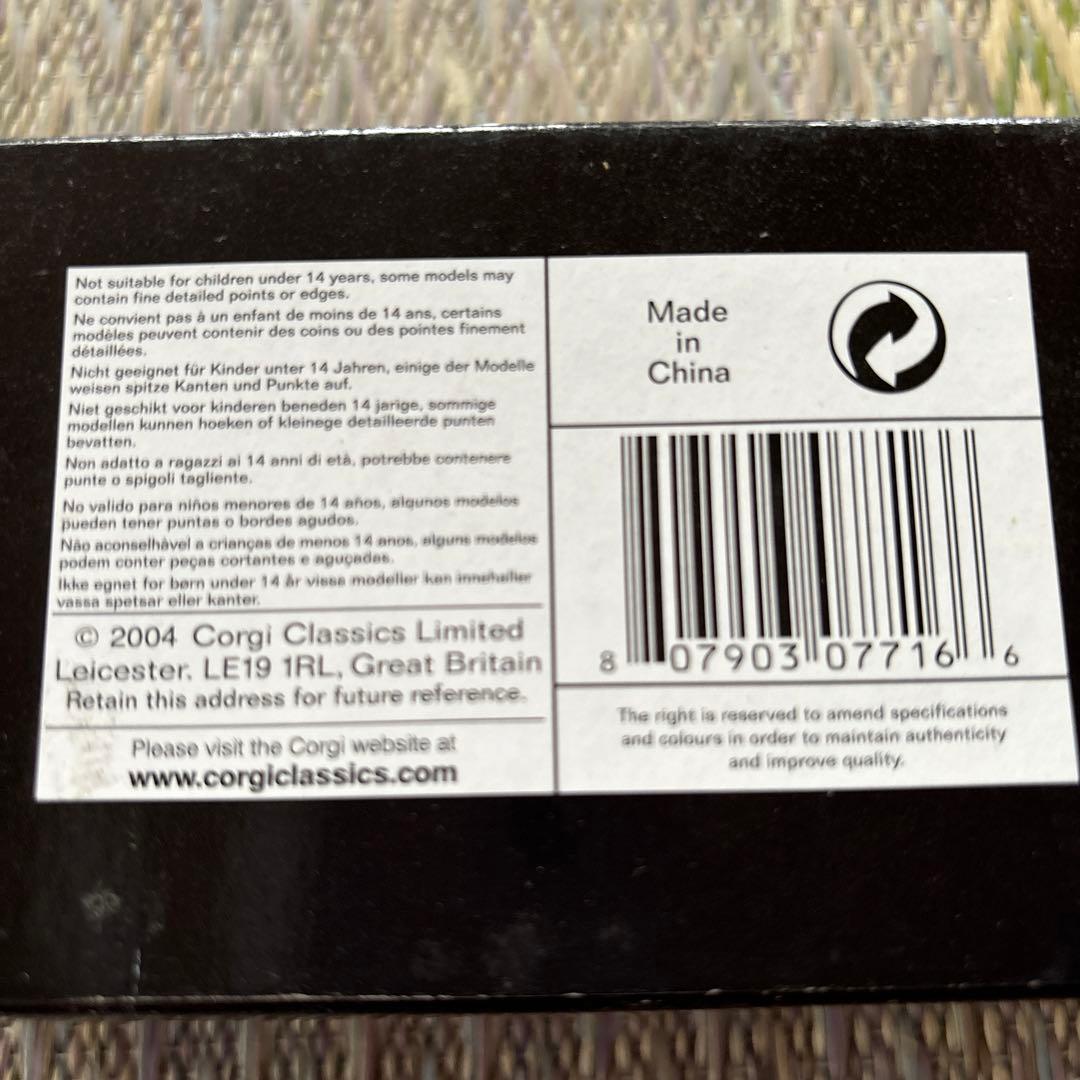 Not suitable for children under 14 years, some models may
contain fine detailed points or edges.
Ne convient pas à un enfant de moins de 14 ans, certains
modèles peuvent contenir des coins ou des pointes finement
détaillées.
Nicht geeignet für Kinder unter 14 Jahren, einige der Modelle
weisen spitze Kanten und Punkte auf.
Niet geschikt voor kinderen beneden 14 jarige, sommige
modellen kunnen hoeken of kleinege detailleerde punten
bevatten.
Non adatto a ragazzi ai 14 anni di età, potrebbe contenere
punte o spigoli tagliente.
No valido para niños menores de 14 años, algunos modelos
pueden tener puntas o bordes agudos.
Não aconselhàvel a crianças de menos 14 anos, alguns modelos
podem conter peças cortantes e aguçadas.
Ikke egnet for børn under 14 år visse modeller kan innehaller
vassa spetsar eller kanter.
© 2004 Corgi Classics Limited
Leicester. LE19 1RL, Great Britain
Retain this address for future reference.
Please visit the Corgi website at
www.corgiclassics.com
Made
in
China
8 07903 07716 6
The right is reserved to amend specifications
and colours in order to maintain authenticity
and improve quality.